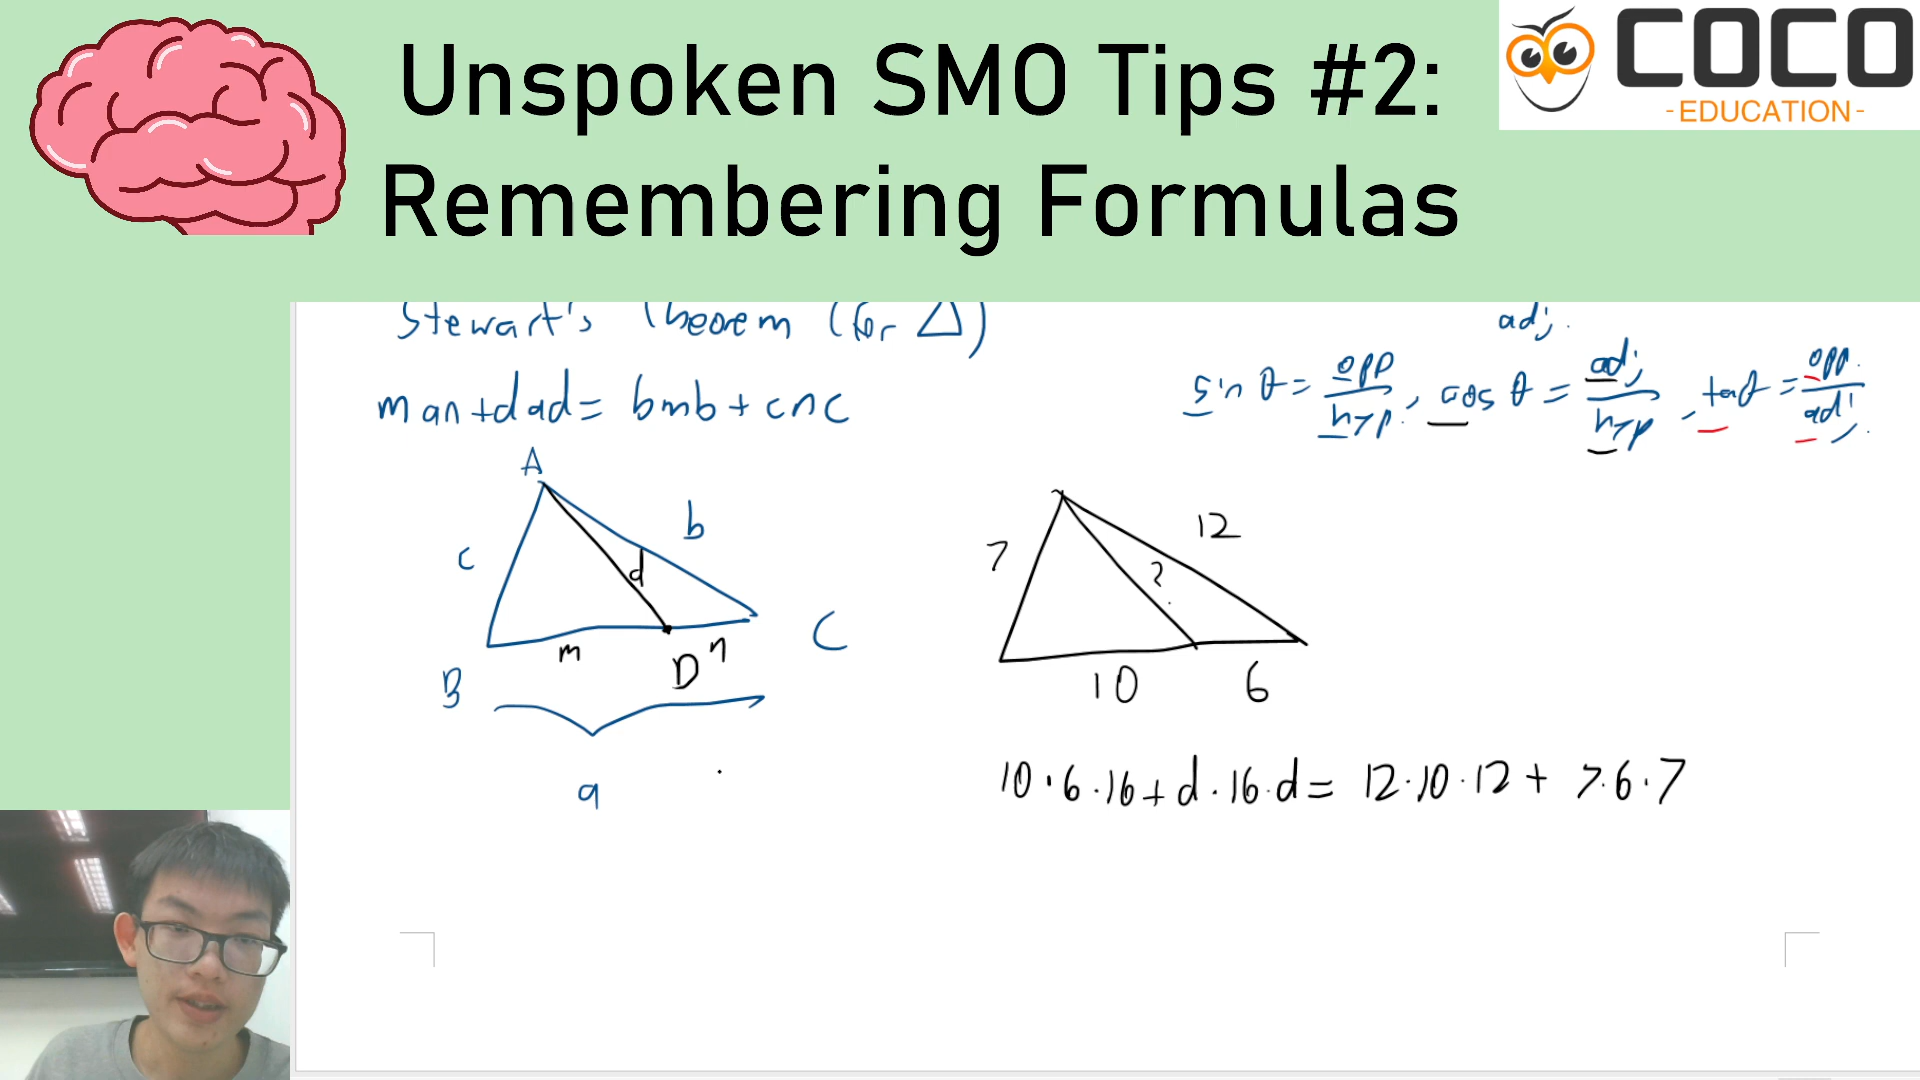 Unspoken SMO Tips #2:
Remembering Formulas
COCO
-EDUCATION-
Stewart's Theorem (for △)
man+dad= bmb+cnc
adj.
sin θ = opp/hyp, cos θ = adj/hyp, tan θ = opp./adj.
A
c
b
d
B
m
D
n
C
a
7
12
?
10
6
10·6·16+d·16·d= 12·10·12+ 7·6·7